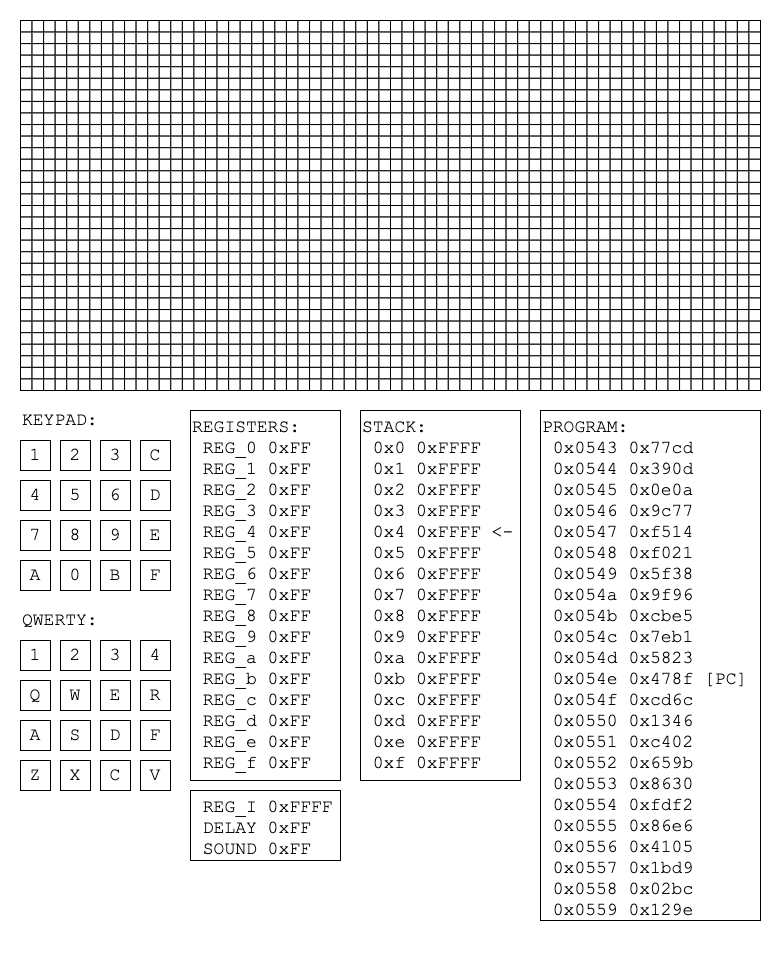 KEYPAD:
1 2 3 C
4 5 6 D
7 8 9 E
A 0 B F
QWERTY:
1 2 3 4
Q W E R
A S D F
Z X C V
REGISTERS:
REG_0 0xFF
REG_1 0xFF
REG_2 0xFF
REG_3 0xFF
REG_4 0xFF
REG_5 0xFF
REG_6 0xFF
REG_7 0xFF
REG_8 0xFF
REG_9 0xFF
REG_a 0xFF
REG_b 0xFF
REG_c 0xFF
REG_d 0xFF
REG_e 0xFF
REG_f 0xFF
REG_I 0xFFFF
DELAY 0xFF
SOUND 0xFF
STACK:
0x0 0xFFFF
0x1 0xFFFF
0x2 0xFFFF
0x3 0xFFFF
0x4 0xFFFF <-
0x5 0xFFFF
0x6 0xFFFF
0x7 0xFFFF
0x8 0xFFFF
0x9 0xFFFF
0xa 0xFFFF
0xb 0xFFFF
0xc 0xFFFF
0xd 0xFFFF
0xe 0xFFFF
0xf 0xFFFF
PROGRAM:
0x0543 0x77cd
0x0544 0x390d
0x0545 0x0e0a
0x0546 0x9c77
0x0547 0xf514
0x0548 0xf021
0x0549 0x5f38
0x054a 0x9f96
0x054b 0xcbe5
0x054c 0x7eb1
0x054d 0x5823
0x054e 0x478f [PC]
0x054f 0xcd6c
0x0550 0x1346
0x0551 0xc402
0x0552 0x659b
0x0553 0x8630
0x0554 0xfdf2
0x0555 0x86e6
0x0556 0x4105
0x0557 0x1bd9
0x0558 0x02bc
0x0559 0x129e